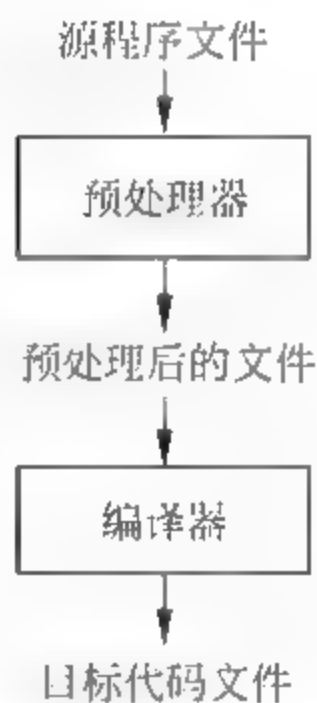 源程序文件
预处理器
预处理后的文件
编译器
目标代码文件